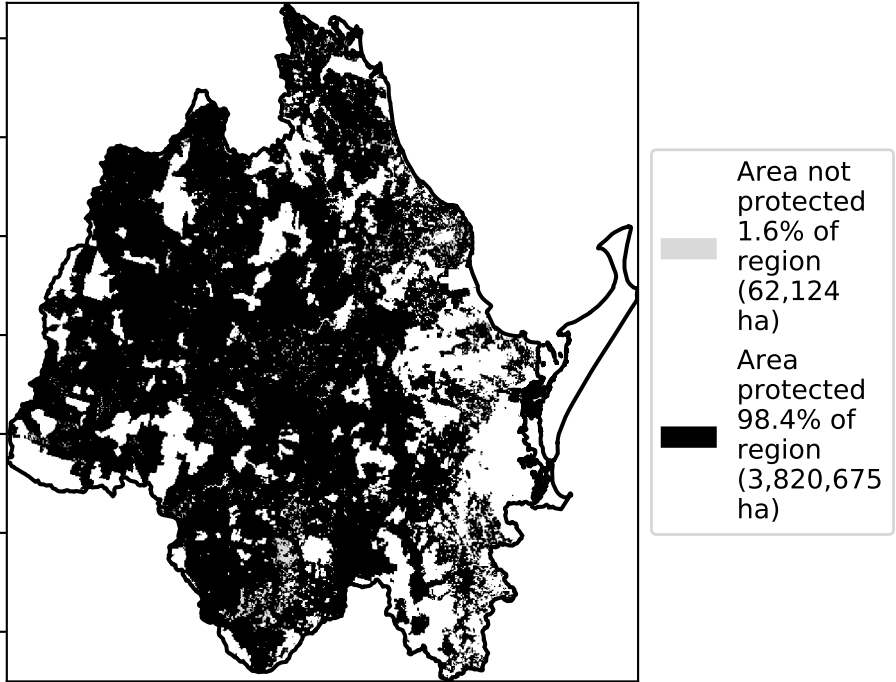 Area not
protected
1.6% of
region
(62,124
ha)
Area
protected
98.4% of
region
(3,820,675
ha)